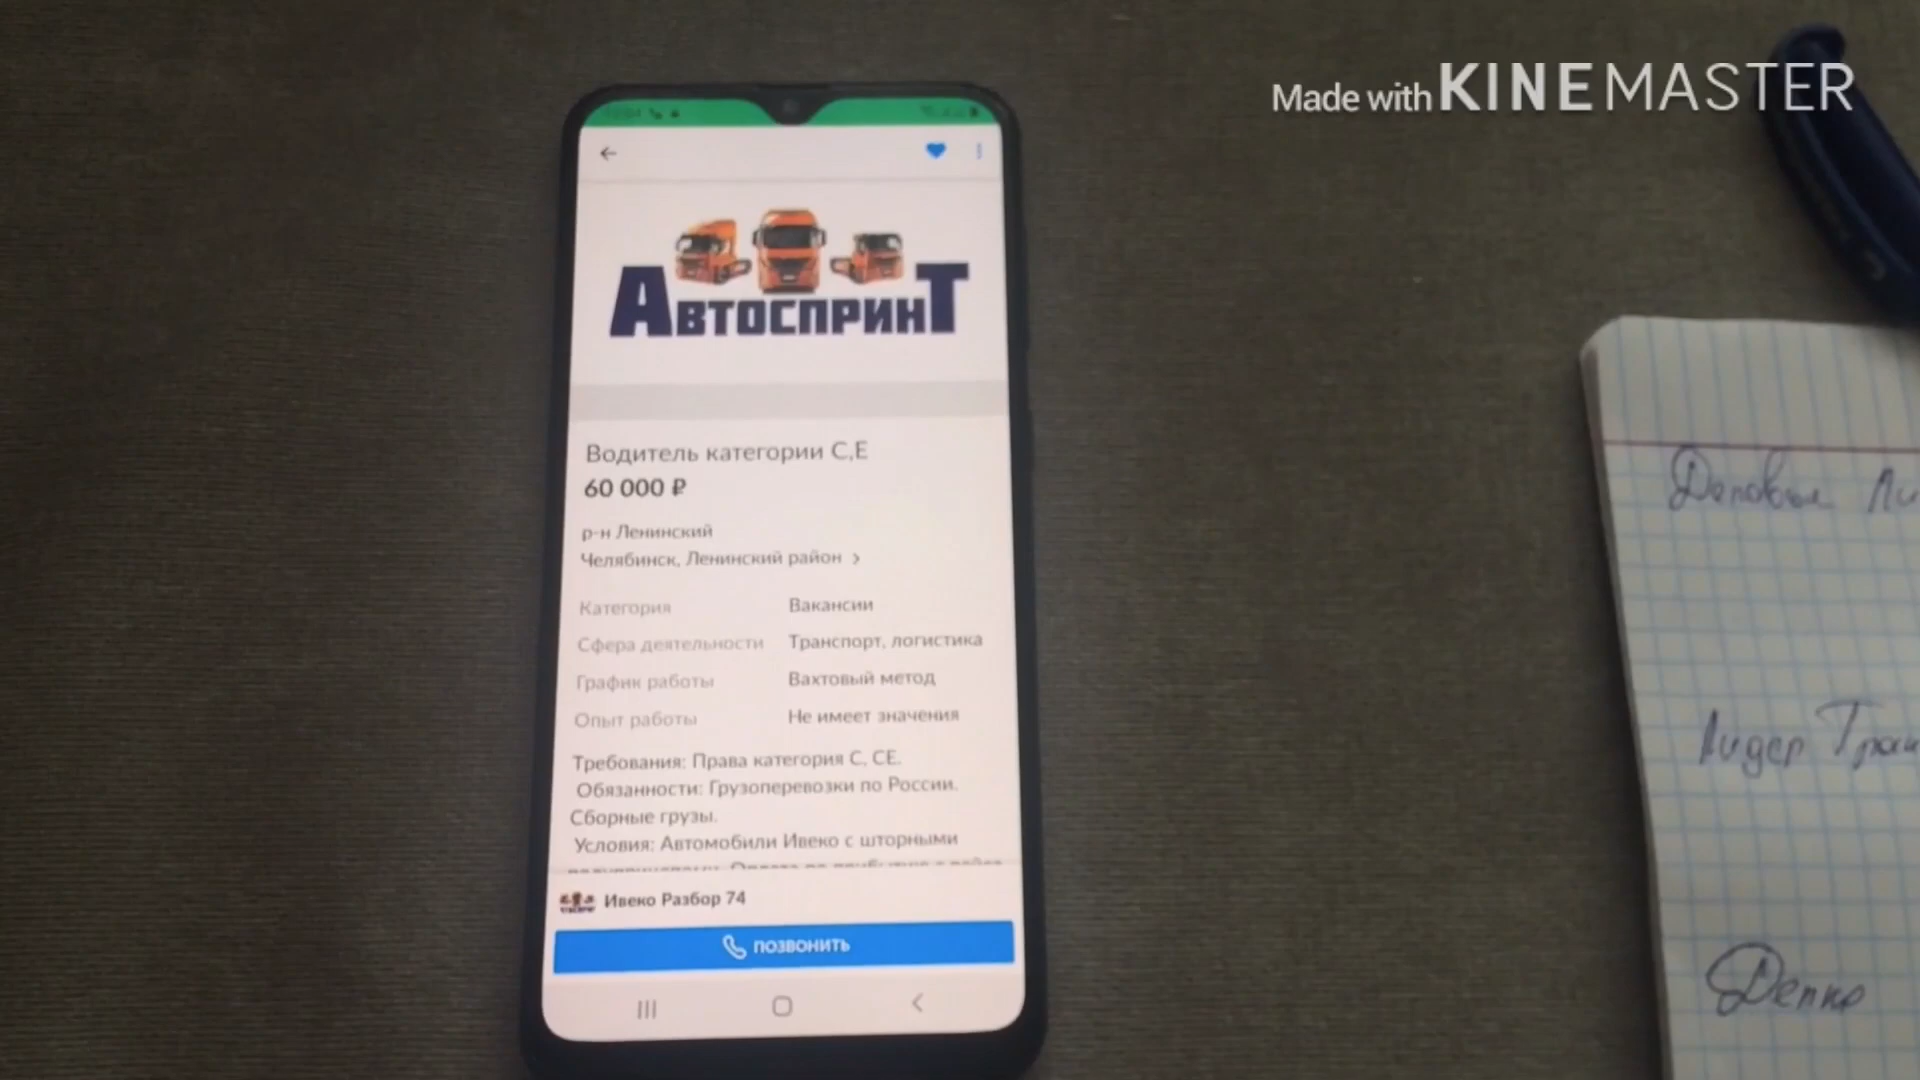 Made with KINEMASTER
Автоспринт
Водитель категории С,Е
60 000 ₽
р-н Ленинский
Челябинск, Ленинский район
Категория Вакансии
Сфера деятельности Транспорт, логистика
График работы Вахтовый метод
Опыт работы Не имеет значения
Требования: Права категория С, СЕ.
Обязанности: Грузоперевозки по России.
Сборные грузы.
Условия: Автомобили Ивеко с шторными
Ивеко Разбор 74
ПОЗВОНИТЬ
Лидер